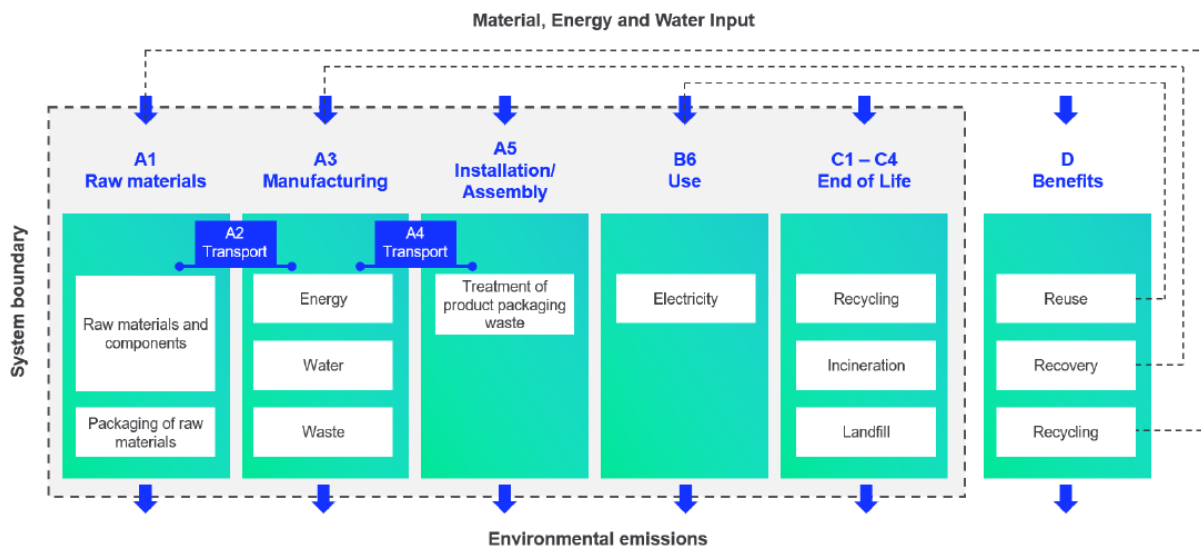 Material, Energy and Water Input
A1
Raw materials
A3
Manufacturing
A5
Installation/
Assembly
B6
Use
C1 – C4
End of Life
D
Benefits
System boundary
A2
Transport
A4
Transport
Raw materials and
components
Packaging of raw
materials
Energy
Water
Waste
Treatment of
product packaging
waste
Electricity
Recycling
Incineration
Landfill
Reuse
Recovery
Recycling
Environmental emissions